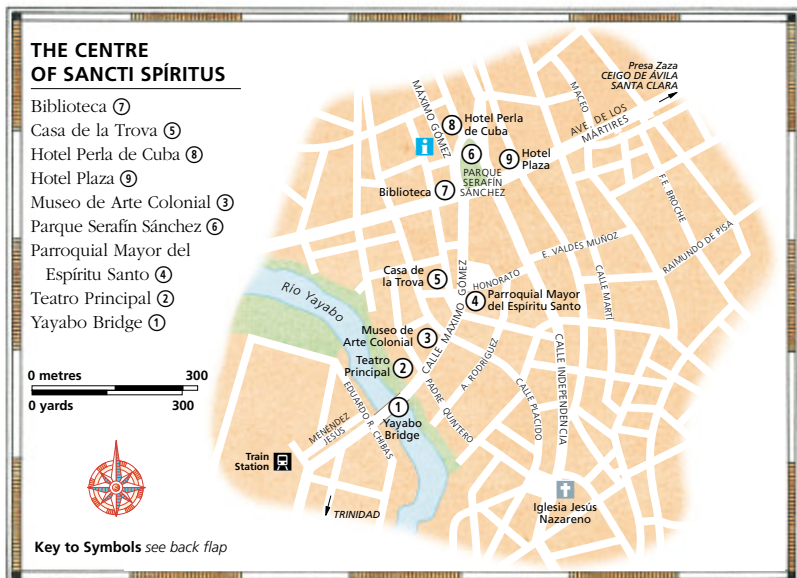 THE CENTRE
OF SANCTI SPÍRITUS
Biblioteca ⑦
Casa de la Trova ⑤
Hotel Perla de Cuba ⑧
Hotel Plaza ⑨
Museo de Arte Colonial ③
Parque Serafín Sánchez ⑥
Parroquial Mayor del
Espíritu Santo ④
Teatro Principal ②
Yayabo Bridge ①
0 metres 300
0 yards 300
Key to Symbols see back flap
Presa Zaza
CEIGO DE ÁVILA
SANTA CLARA
MÁXIMO GÓMEZ
MACEO
AVE. DE LOS
MÁRTIRES
⑧ Hotel Perla
de Cuba
i
⑥
⑨ Hotel
Plaza
PARQUE
SERAFÍN
SÁNCHEZ
Biblioteca ⑦
F.E. BROCHE
RAIMUNDO DE PISA
E. VALDES MUÑOZ
HONORATO
CALLE MARTÍ
Casa de
la Trova ⑤
④ Parroquial Mayor
del Espíritu Santo
Río Yayabo
CALLE MÁXIMO GÓMEZ
Museo de
Arte Colonial ③
Teatro
Principal ②
A. RODRÍGUEZ
CALLE INDEPENDENCIA
CALLE PLACIDO
PADRE QUINTERO
EDUARDO R. CHIBAS
①
Yayabo
Bridge
MENÉNDEZ
JESÚS
Train
Station
TRINIDAD
Iglesia Jesús
Nazareno